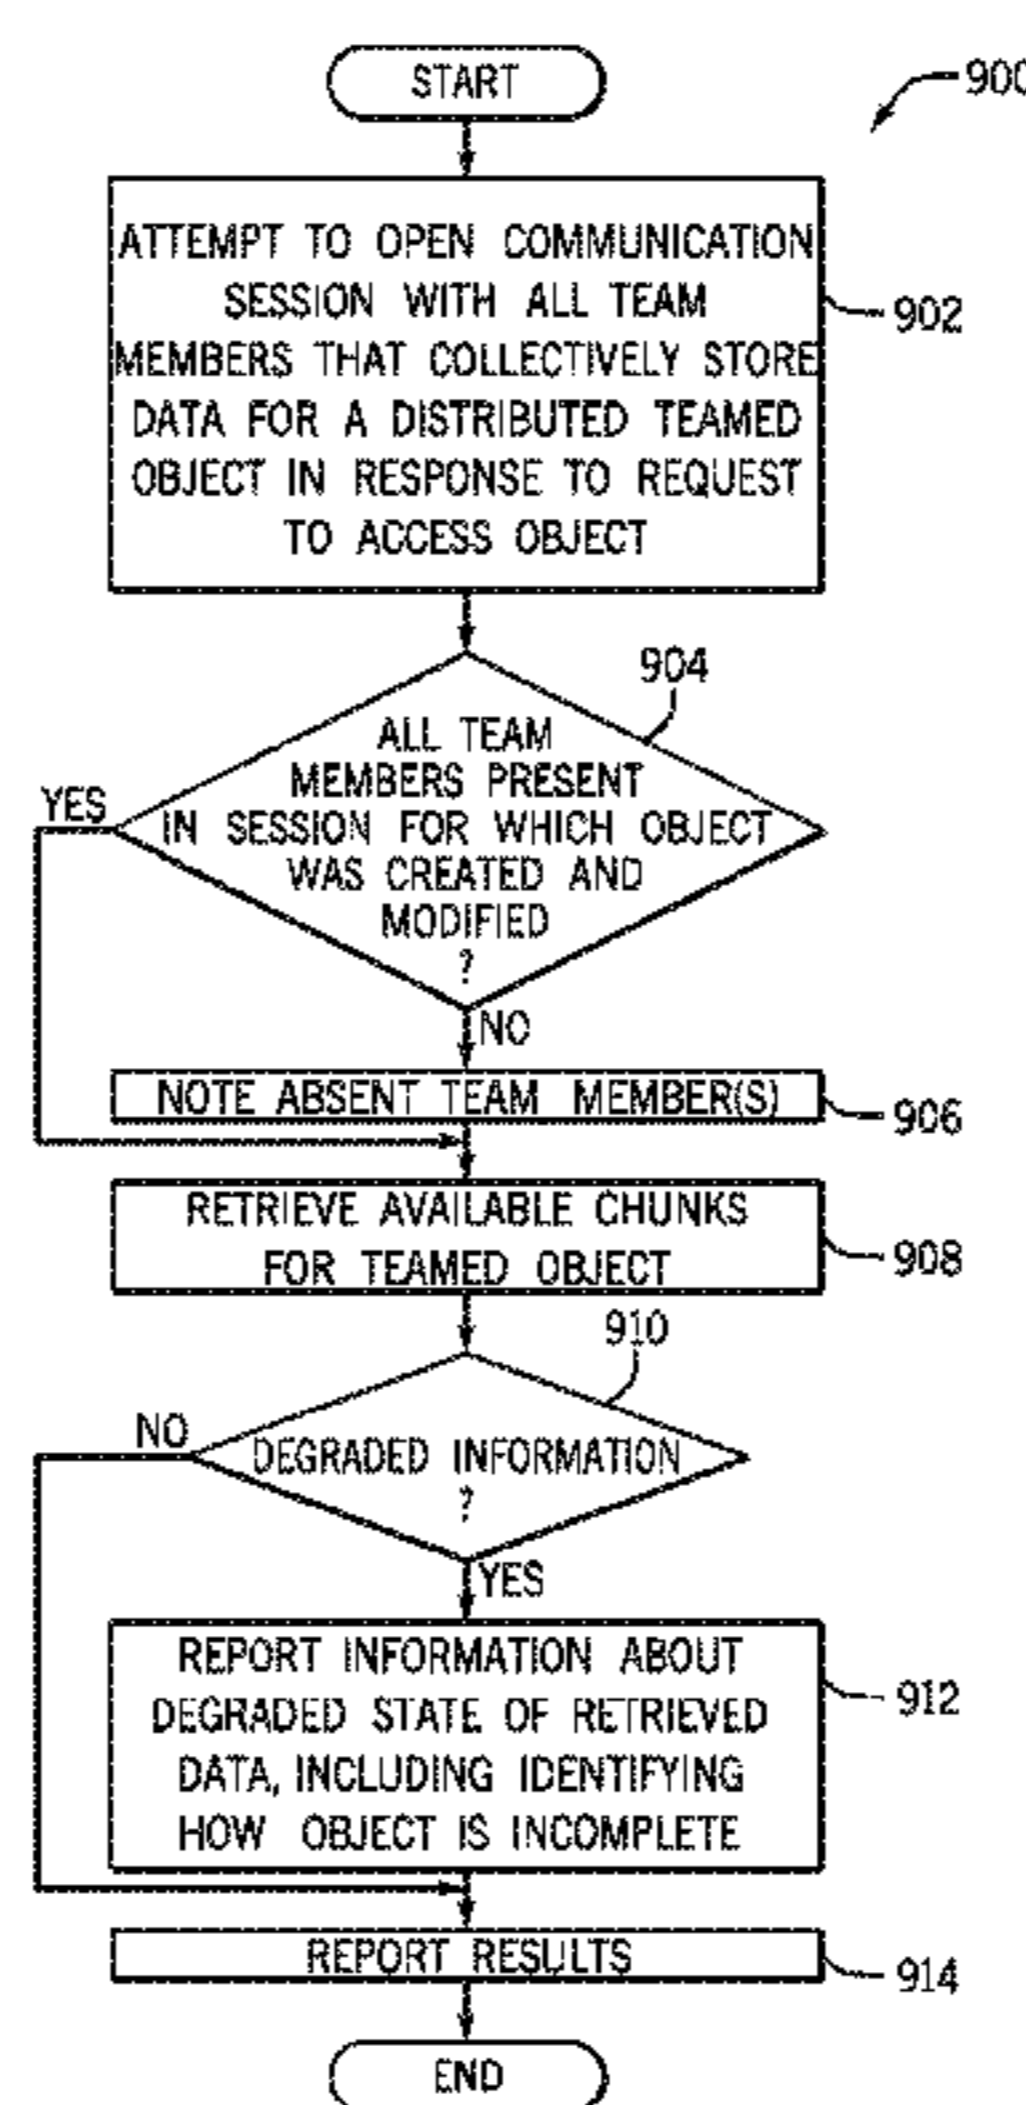 START
900
ATTEMPT TO OPEN COMMUNICATION
SESSION WITH ALL TEAM
MEMBERS THAT COLLECTIVELY STORE
DATA FOR A DISTRIBUTED TEAMED
OBJECT IN RESPONSE TO REQUEST
TO ACCESS OBJECT
902
904
ALL TEAM
MEMBERS PRESENT
IN SESSION FOR WHICH OBJECT
WAS CREATED AND
MODIFIED
?
YES
NO
NOTE ABSENT TEAM MEMBER(S)
906
RETRIEVE AVAILABLE CHUNKS
FOR TEAMED OBJECT
908
910
NO
DEGRADED INFORMATION
?
YES
REPORT INFORMATION ABOUT
DEGRADED STATE OF RETRIEVED
DATA, INCLUDING IDENTIFYING
HOW OBJECT IS INCOMPLETE
912
REPORT RESULTS
914
END